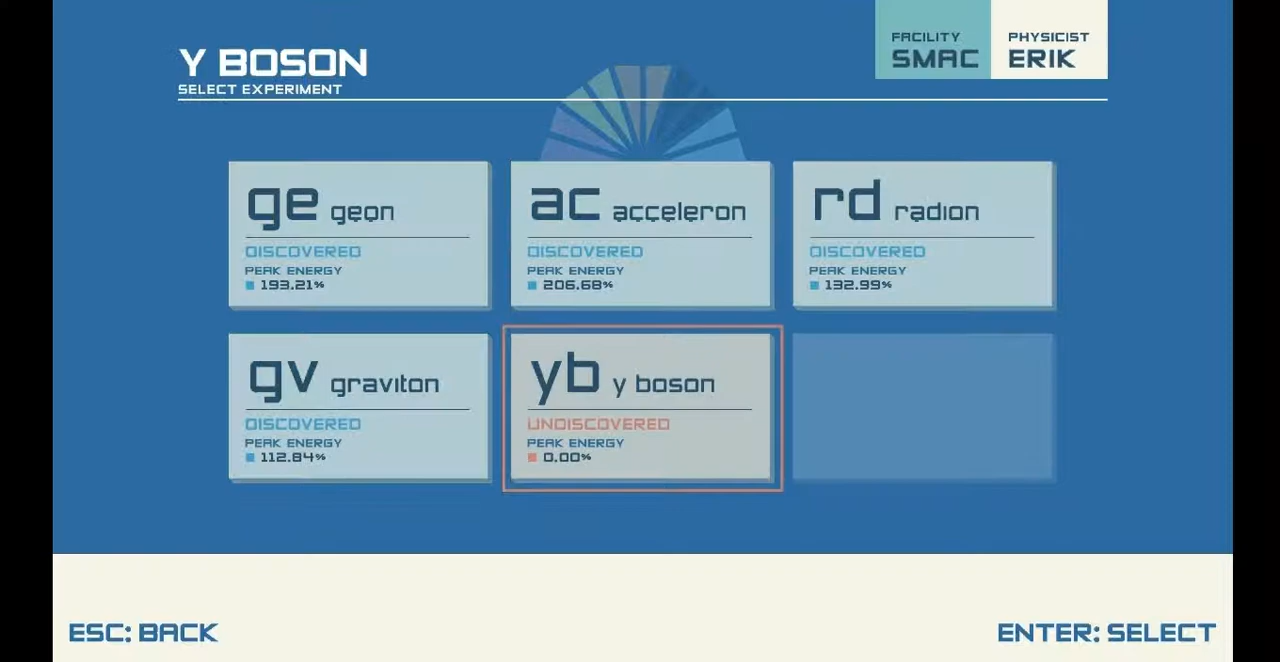 Y BOSON
SELECT EXPERIMENT
FACILITY
SMAC
PHYSICIST
ERIK
ge geon
DISCOVERED
PEAK ENERGY
193.21%
ac acceleron
DISCOVERED
PEAK ENERGY
206.68%
rd radion
DISCOVERED
PEAK ENERGY
132.99%
gv graviton
DISCOVERED
PEAK ENERGY
112.84%
yb y boson
UNDISCOVERED
PEAK ENERGY
0.00%
ESC: BACK
ENTER: SELECT